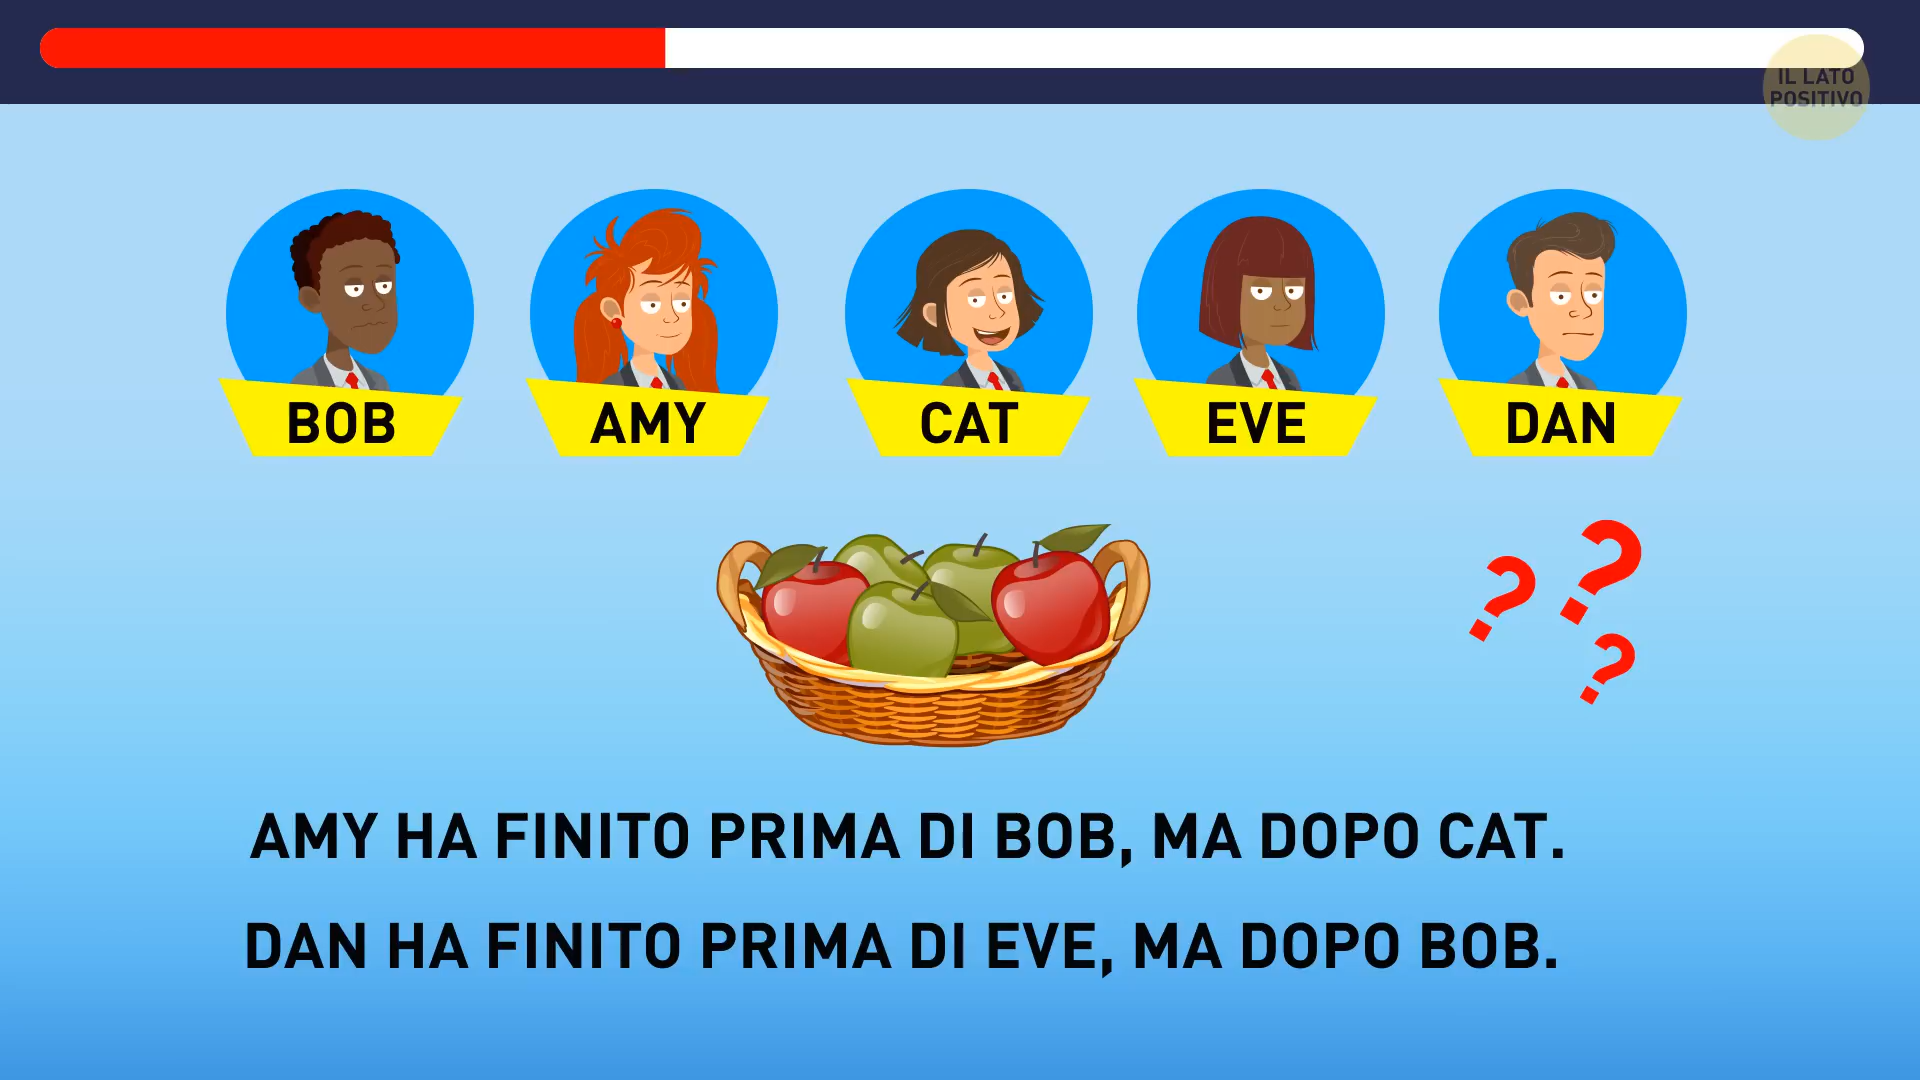 IL LATO
POSITIVO
BOB
AMY
CAT
EVE
DAN
? ? ?
AMY HA FINITO PRIMA DI BOB, MA DOPO CAT.
DAN HA FINITO PRIMA DI EVE, MA DOPO BOB.